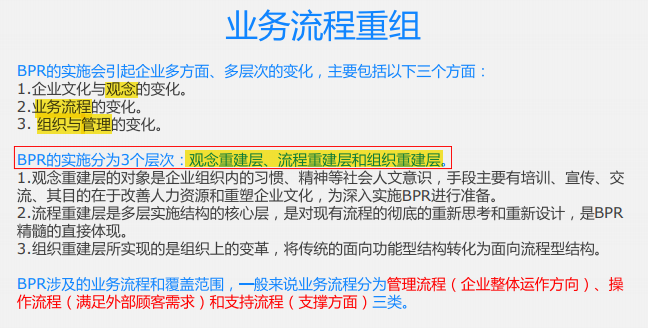 业务流程重组
BPR的实施会引起企业多方面、多层次的变化，主要包括以下三个方面：
1.企业文化与观念的变化。
2.业务流程的变化。
3. 组织与管理的变化。
BPR的实施分为3个层次：观念重建层、流程重建层和组织重建层。
1.观念重建层的对象是企业组织内的习惯、精神等社会人文意识，手段主要有培训、宣传、交
流、其目的在于改善人力资源和重塑企业文化，为深入实施BPR进行准备。
2.流程重建层是多层实施结构的核心层，是对现有流程的彻底的重新思考和重新设计，是BPR
精髓的直接体现。
3.组织重建层所实现的是组织上的变革，将传统的面向功能型结构转化为面向流程型结构。
BPR涉及的业务流程和覆盖范围，一般来说业务流程分为管理流程（企业整体运作方向）、操
作流程（满足外部顾客需求）和支持流程（支撑方面）三类。